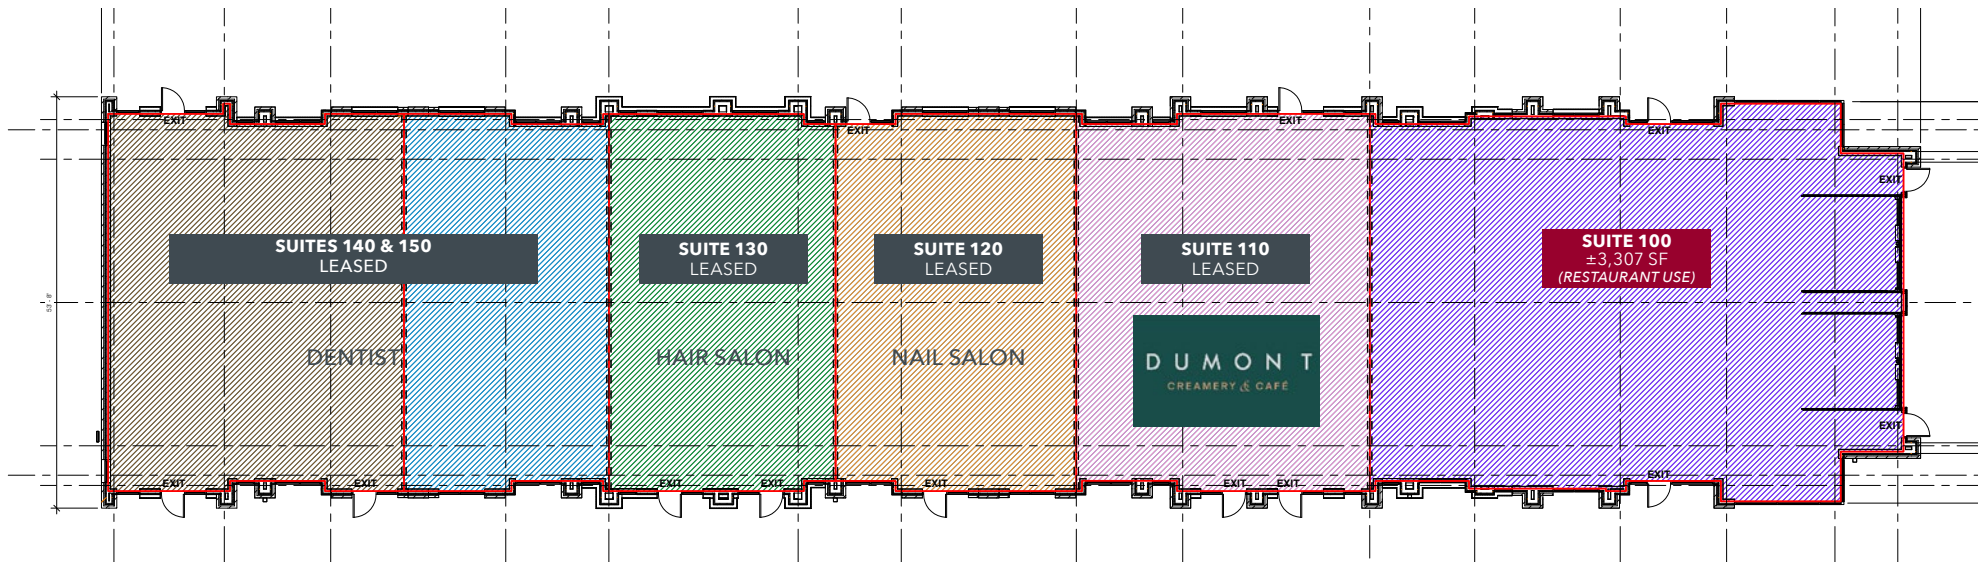 EXIT
EXIT
EXIT
EXIT
EXIT
SUITES 140 & 150
LEASED
SUITE 130
LEASED
SUITE 120
LEASED
SUITE 110
LEASED
SUITE 100
±3,307 SF
(RESTAURANT USE)
DENTIST
HAIR SALON
NAIL SALON
DUMONT
CREAMERY & CAFÉ
EXIT
EXIT
EXIT
EXIT
EXIT
EXIT
EXIT
EXIT
EXIT